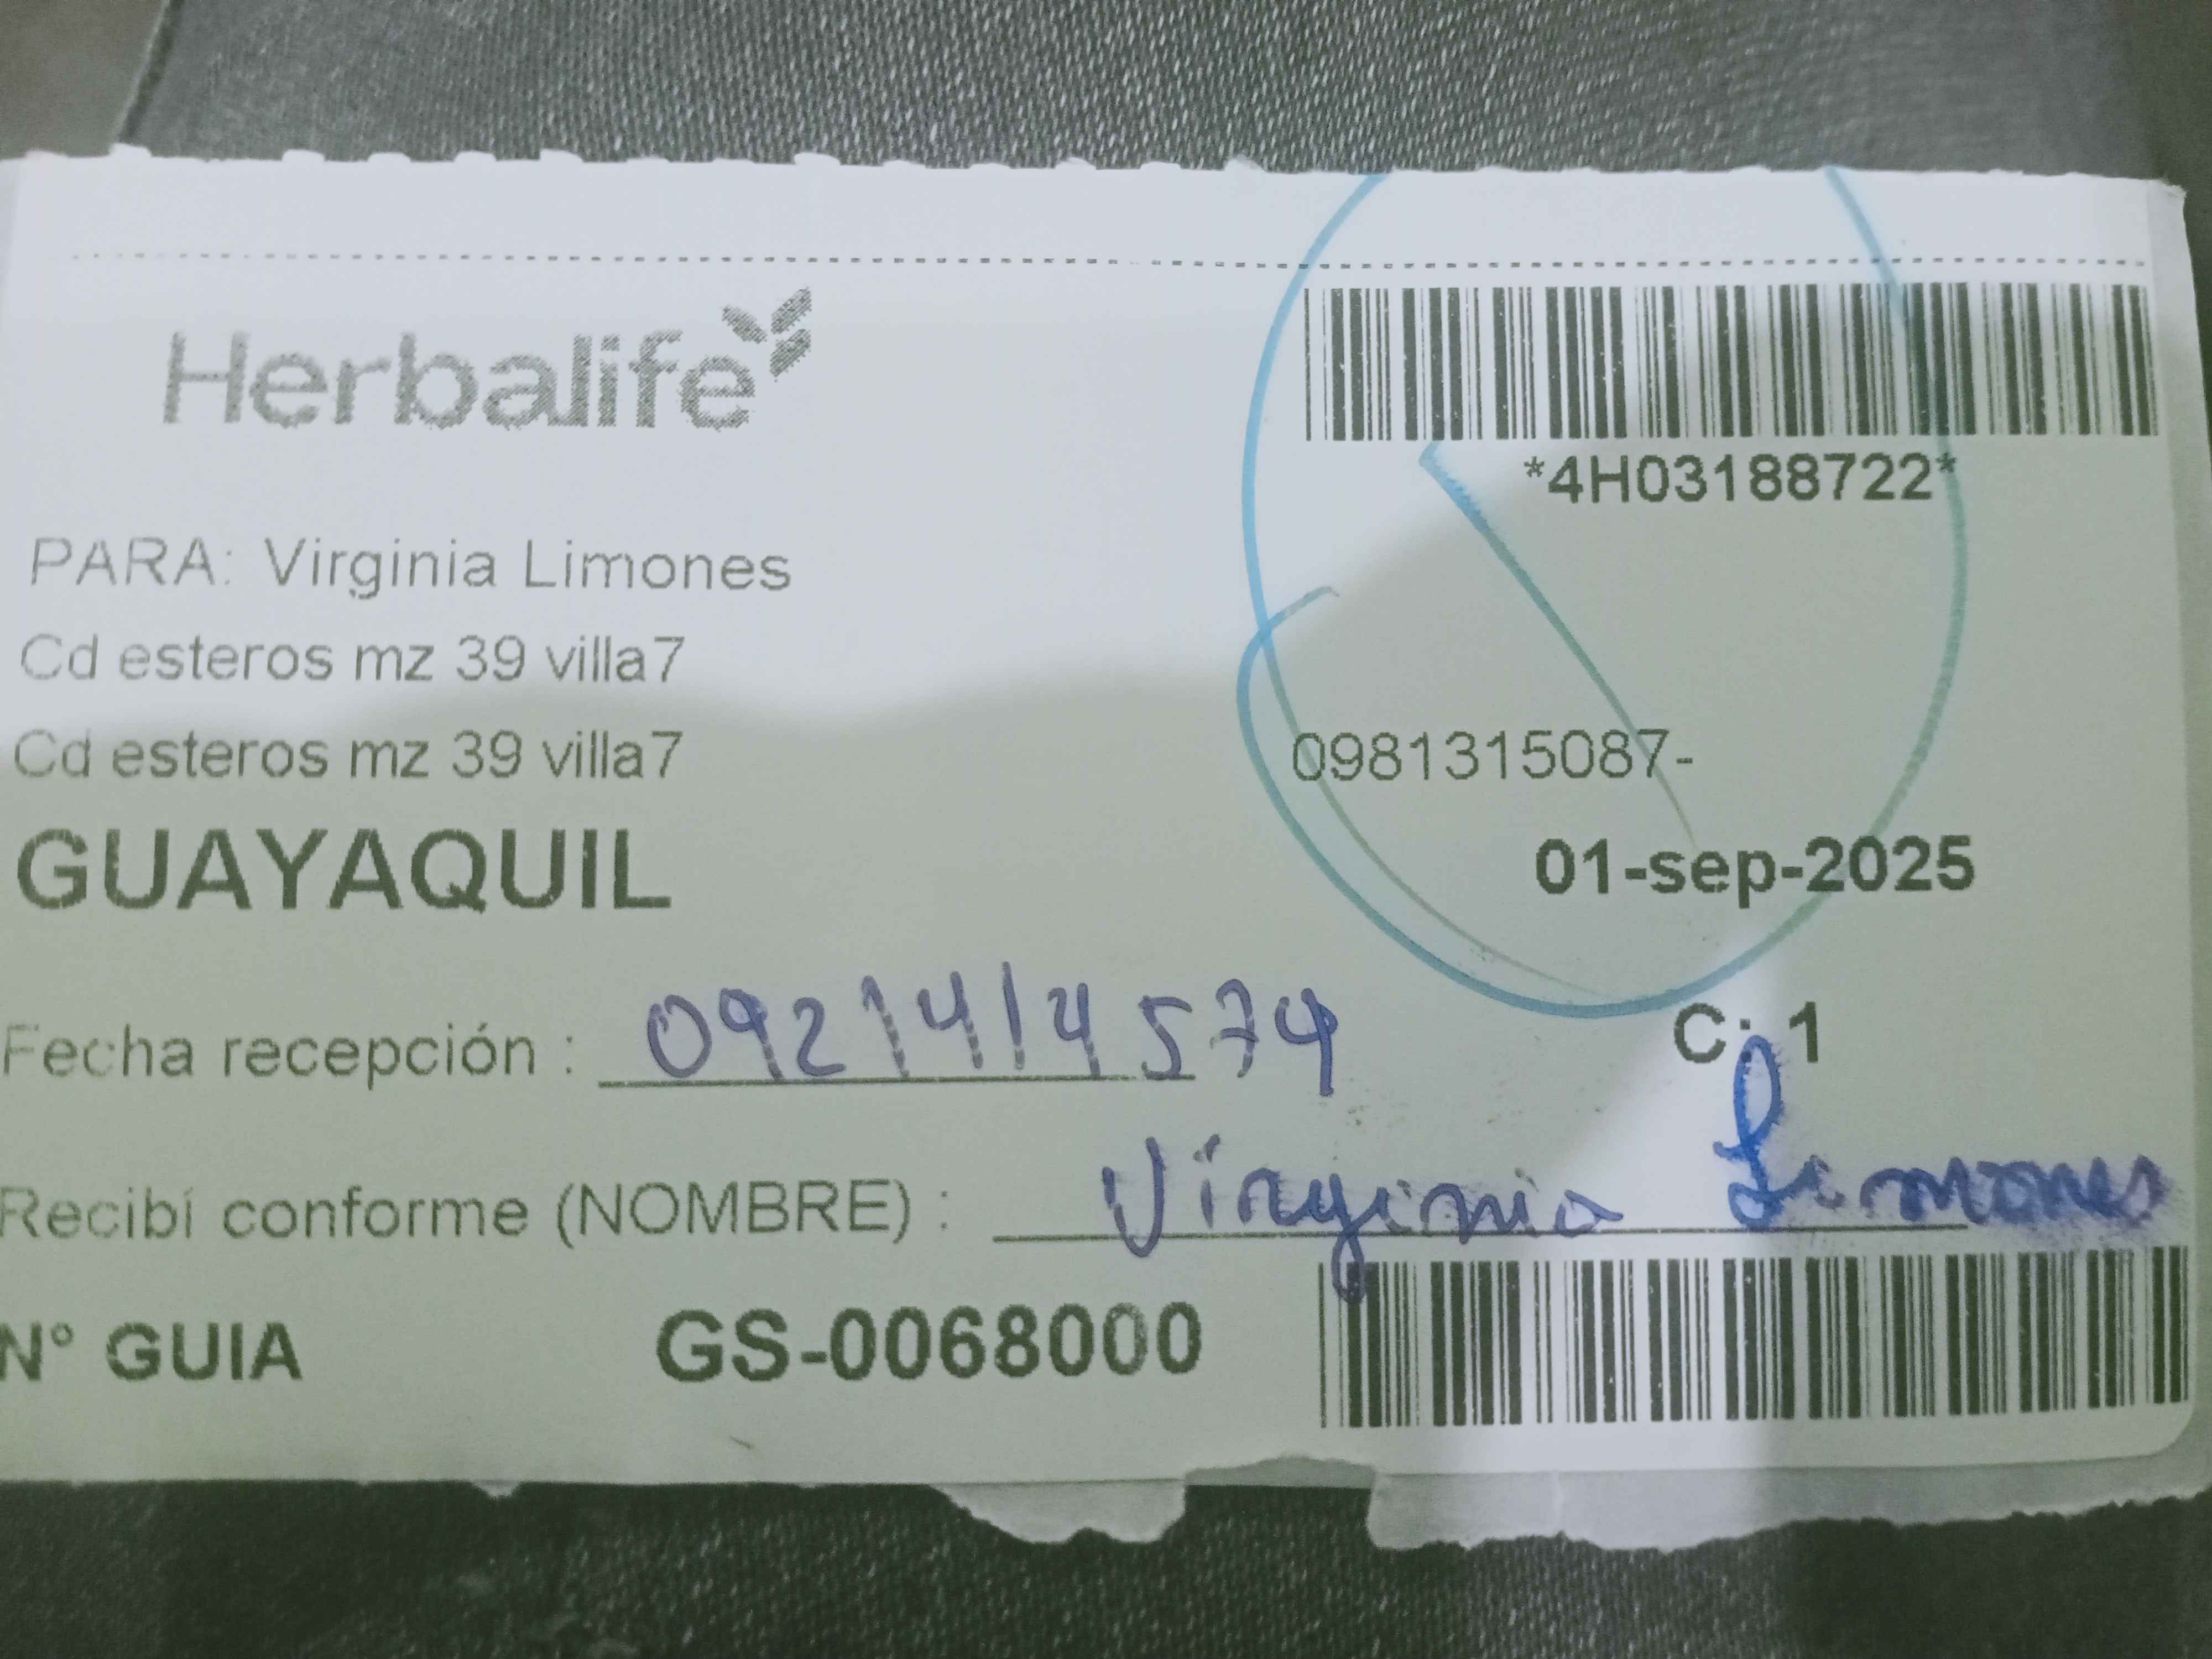 Herbalife
*4H03188722*
PARA: Virginia Limones
Cd esteros mz 39 villa7
Cd esteros mz 39 villa7
0981315087-
GUAYAQUIL
01-sep-2025
C: 1
Fecha recepción : 0921414574
Recibí conforme (NOMBRE) : Virginia Limones
N° GUIA GS-0068000